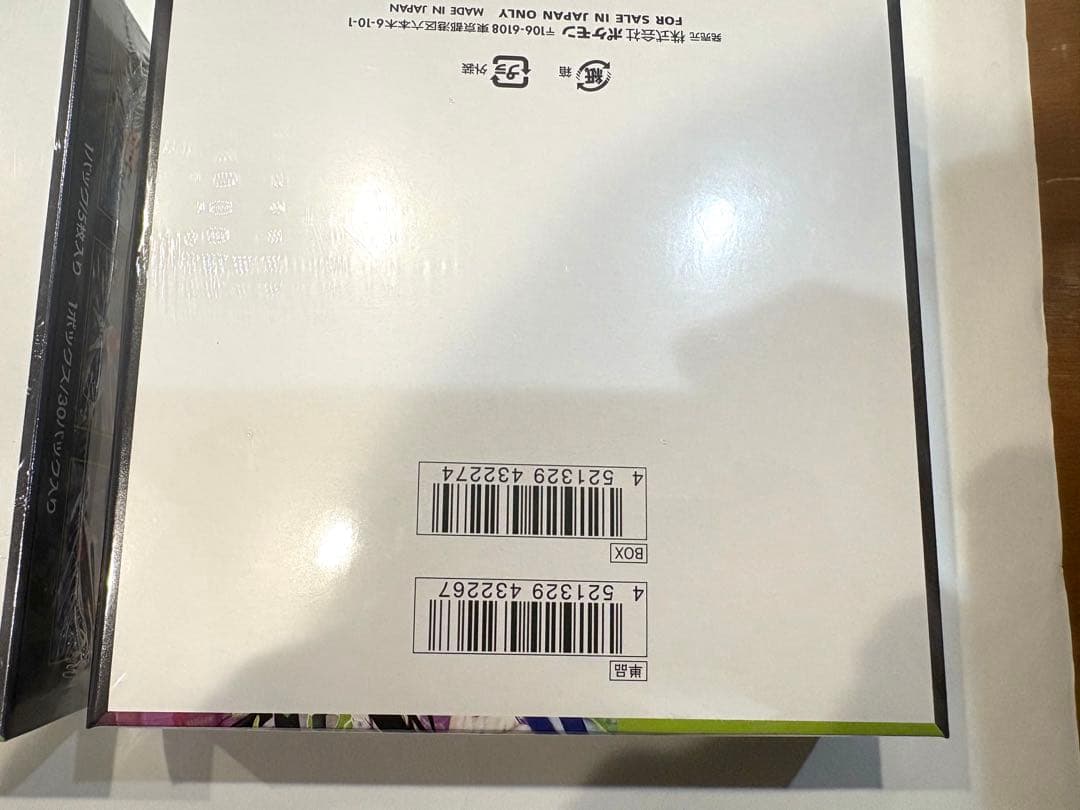 単品
4 521329 432267
BOX
4 521329 432274
紙 箱 プラ 外装
発売元 株式会社ポケモン 〒106-6108 東京都港区六本木6-10-1
FOR SALE IN JAPAN ONLY MADE IN JAPAN
1パック/5枚入り 1ボックス/30パック入り